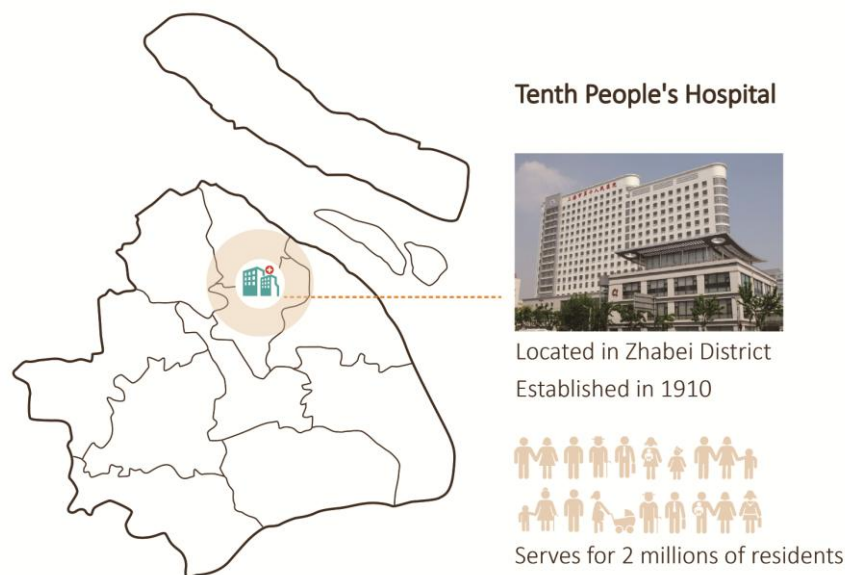 Tenth People's Hospital
Located in Zhabei District
Established in 1910
Serves for 2 millions of residents